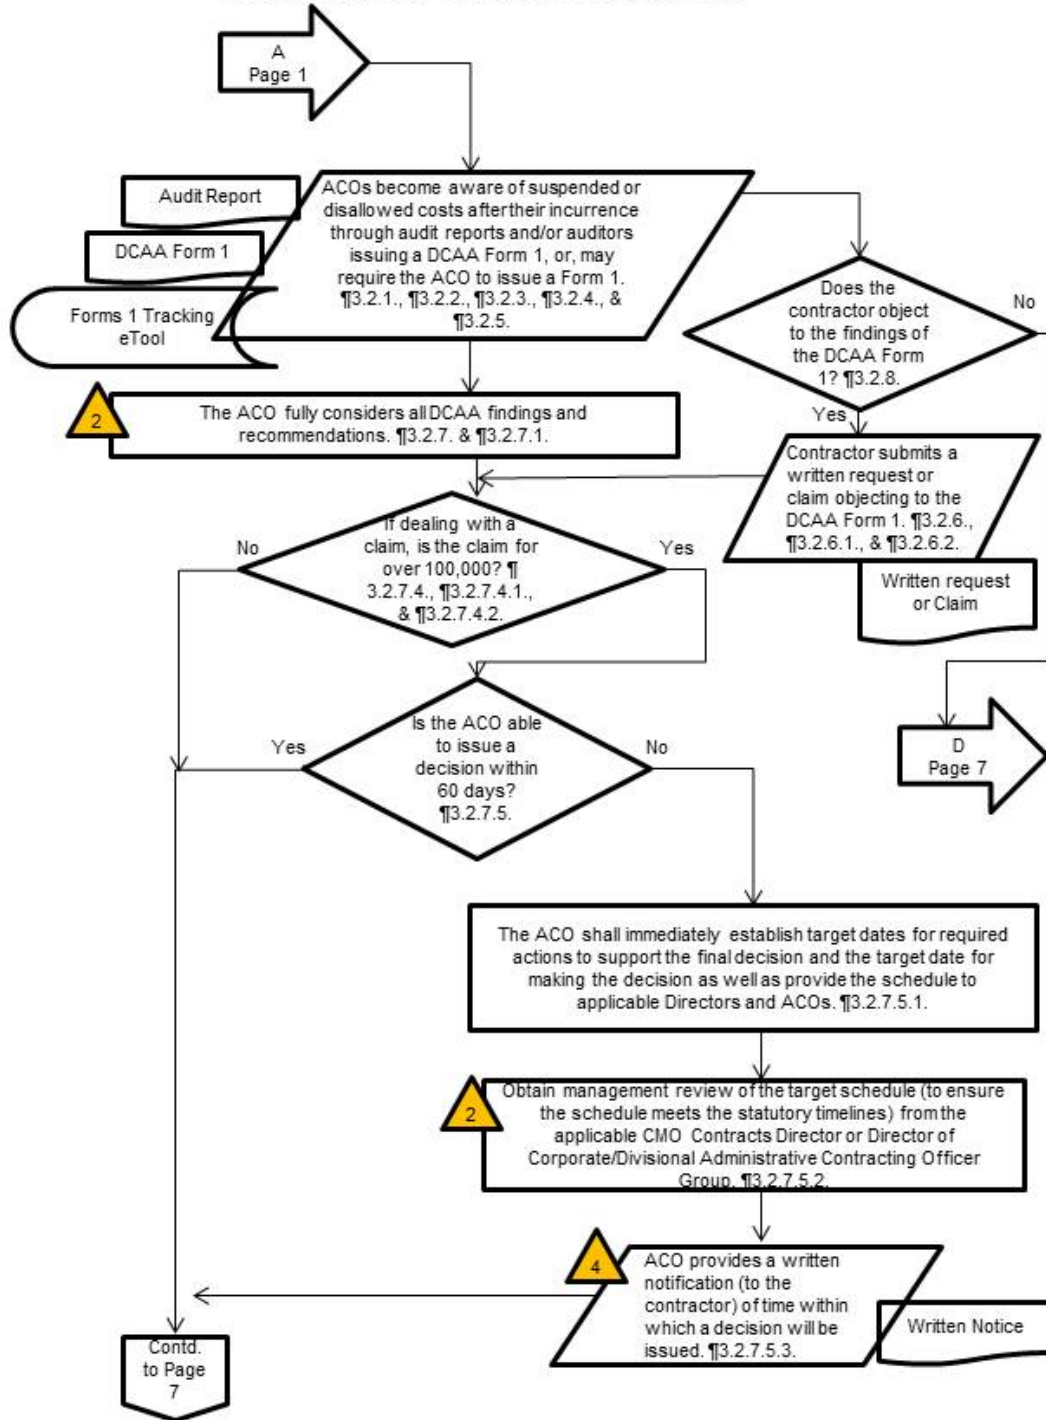 A
Page 1
Audit Report
DCAA Form 1
Forms 1 Tracking
eTool
ACOs become aware of suspended or
disallowed costs after their incurrence
through audit reports and/or auditors
issuing a DCAA Form 1, or, may
require the ACO to issue a Form 1.
¶3.2.1., ¶3.2.2., ¶3.2.3., ¶3.2.4., &
¶3.2.5.
Does the
contractor object
to the findings of
the DCAA Form
1? ¶3.2.8.
No
Yes
2
The ACO fully considers all DCAA findings and
recommendations. ¶3.2.7. & ¶3.2.7.1.
Contractor submits a
written request or
claim objecting to the
DCAA Form 1. ¶3.2.6.,
¶3.2.6.1., & ¶3.2.6.2.
Written request
or Claim
If dealing with a
claim, is the claim for
over 100,000? ¶
3.2.7.4., ¶3.2.7.4.1.,
& ¶3.2.7.4.2.
No
Yes
Is the ACO able
to issue a
decision within
60 days?
¶3.2.7.5.
Yes
No
D
Page 7
The ACO shall immediately establish target dates for required
actions to support the final decision and the target date for
making the decision as well as provide the schedule to
applicable Directors and ACOs. ¶3.2.7.5.1.
2
Obtain management review of the target schedule (to ensure
the schedule meets the statutory timelines) from the
applicable CMO Contracts Director or Director of
Corporate/Divisional Administrative Contracting Officer
Group. ¶3.2.7.5.2.
4
ACO provides a written
notification (to the
contractor) of time within
which a decision will be
issued. ¶3.2.7.5.3.
Written Notice
Contd.
to Page
7